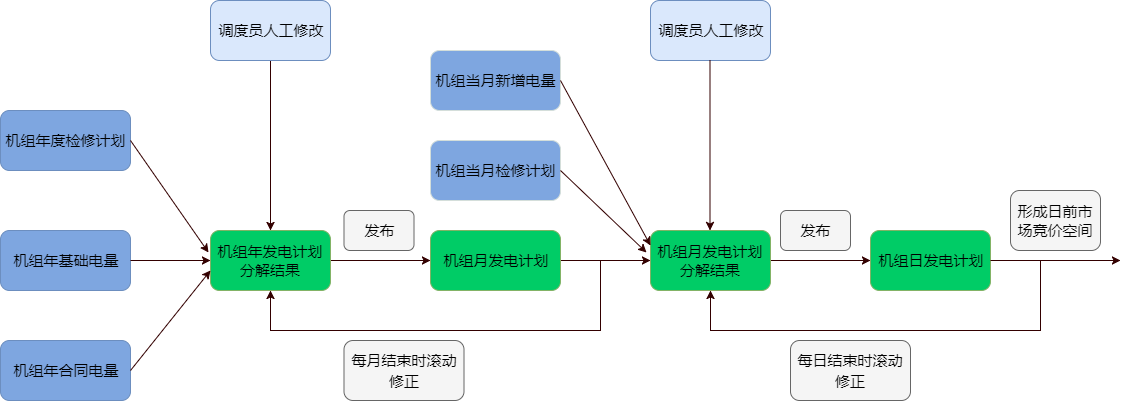 调度员人工修改
调度员人工修改
机组当月新增电量
机组年度检修计划
机组当月检修计划
形成日前市
场竞价空间
发布
发布
机组年基础电量
机组年发电计划
分解结果
机组月发电计划
机组月发电计划
分解结果
机组日发电计划
机组年合同电量
每月结束时滚动
修正
每日结束时滚动
修正